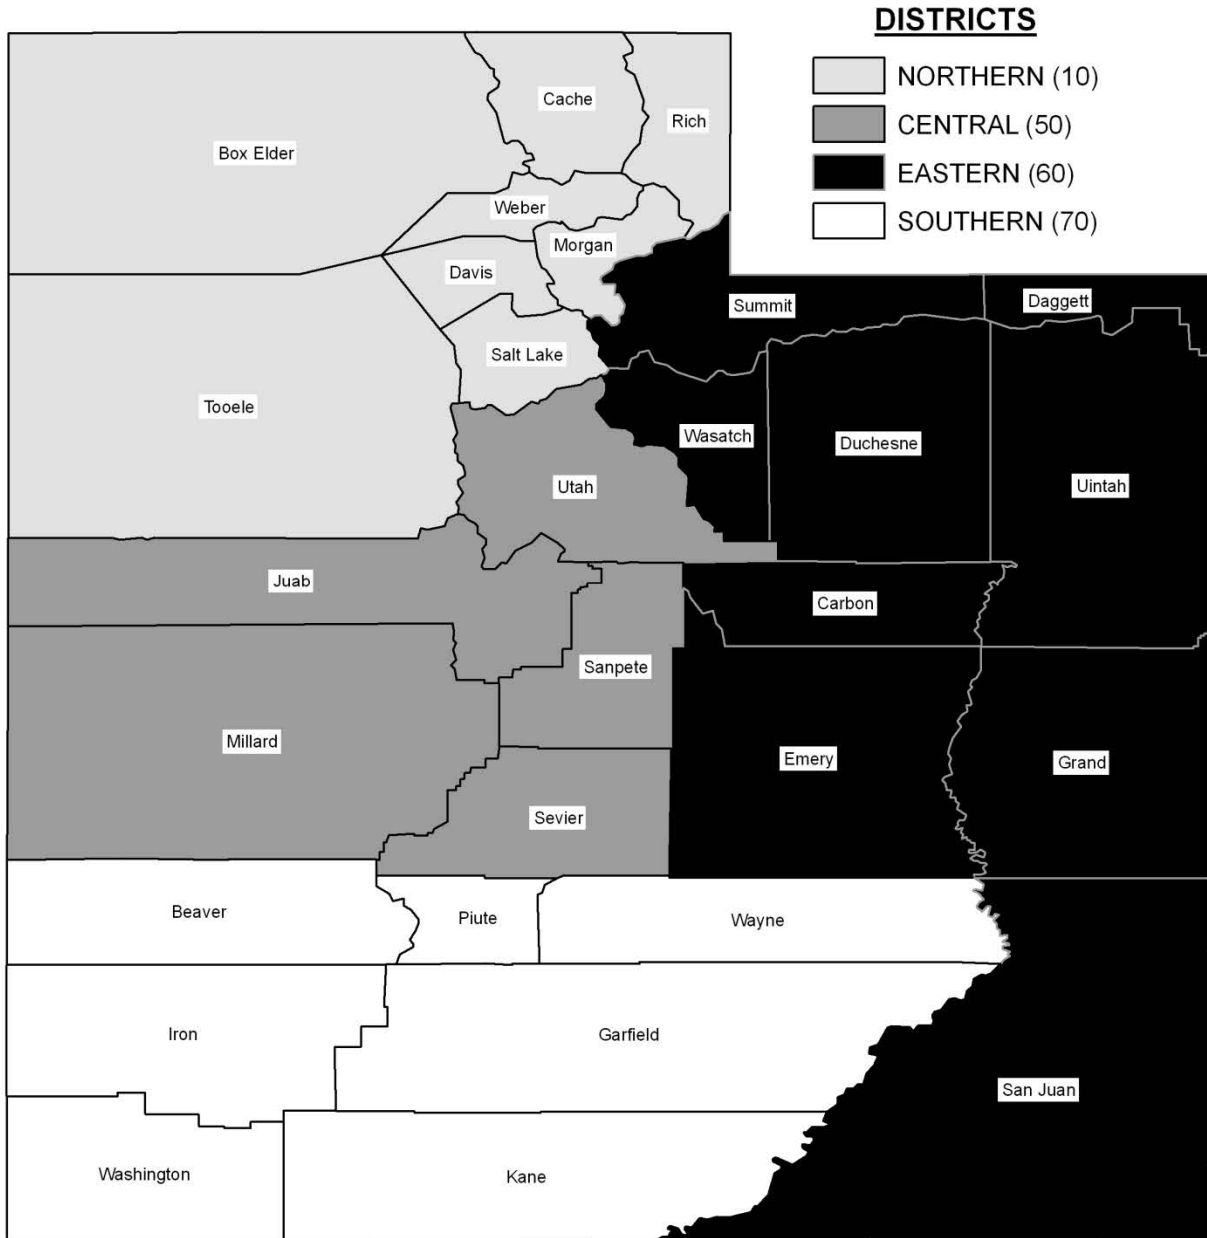 DISTRICTS
NORTHERN (10)
CENTRAL (50)
EASTERN (60)
SOUTHERN (70)
Cache
Rich
Box Elder
Weber
Morgan
Davis
Summit
Daggett
Salt Lake
Tooele
Wasatch
Duchesne
Utah
Uintah
Juab
Carbon
Sanpete
Millard
Emery
Grand
Sevier
Beaver
Piute
Wayne
Iron
Garfield
San Juan
Washington
Kane